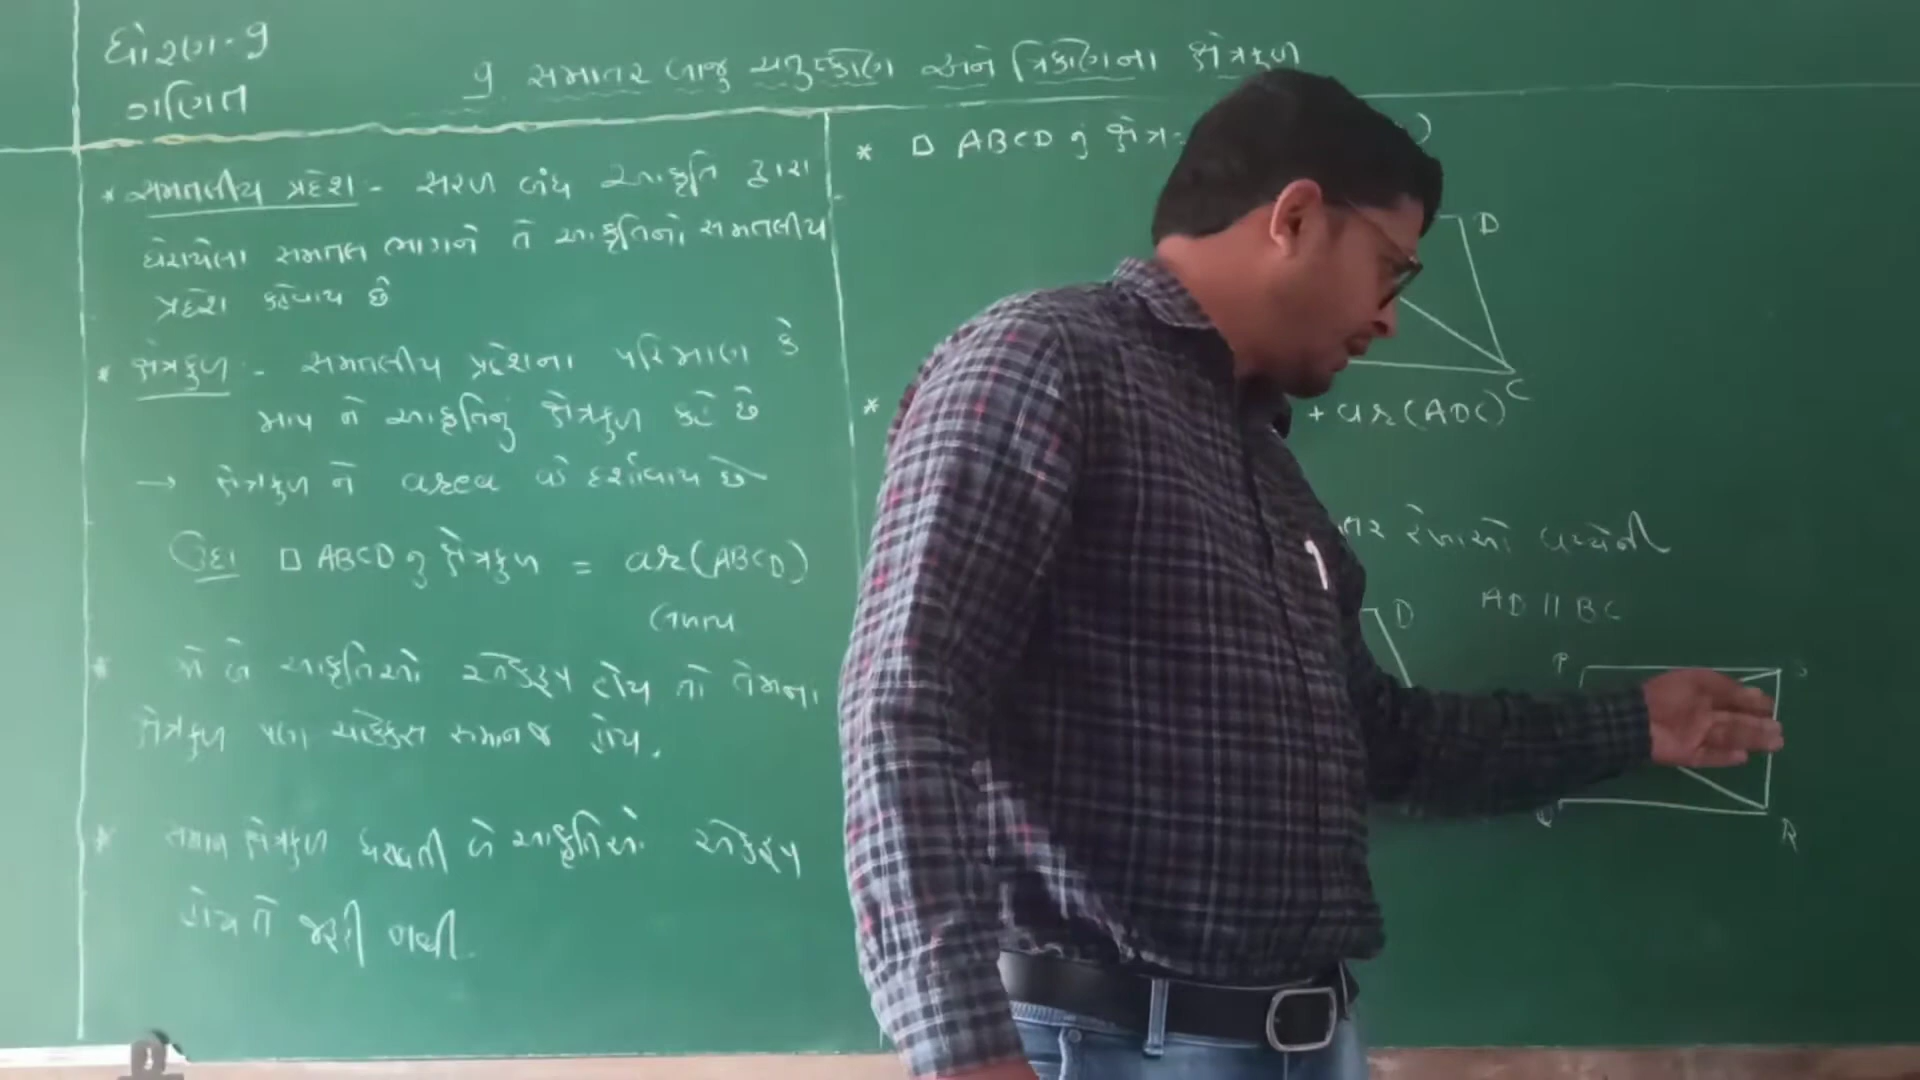 ધોરણ-9
ગણિત
9 સમાંતર બાજુ ચતુષ્કોણ અને ત્રિકોણના ક્ષેત્રફળ
* સમતલીય પ્રદેશ - સરળ બંધ આકૃતિ દ્વારા
ઘેરાયેલા સમતલ ભાગને તે આકૃતિનો સમતલીય
પ્રદેશ કહેવાય છે
* ક્ષેત્રફળ - સમતલીય પ્રદેશના પરિમાણ કે
માપ ને આકૃતિનું ક્ષેત્રફળ કહે છે
→ ક્ષેત્રફળ ને area વડે દર્શાવાય છે
ઉદા □ ABCD નું ક્ષેત્રફળ = ar(ABCD)
લખાય
* જો બે આકૃતિઓ એકરૂપ હોય તો તેમના
ક્ષેત્રફળ પણ ચોક્કસ સમાન જ હોય.
* સમાન ક્ષેત્રફળ ધરાવતી બે આકૃતિઓ એકરૂપ
હોય તે જરૂરી નથી.
* □ ABCD નું ક્ષેત્ર
)
D
C
* + ar(ADC)
રેખાઓ વચ્ચેની
AD || BC
D
P S
Q R